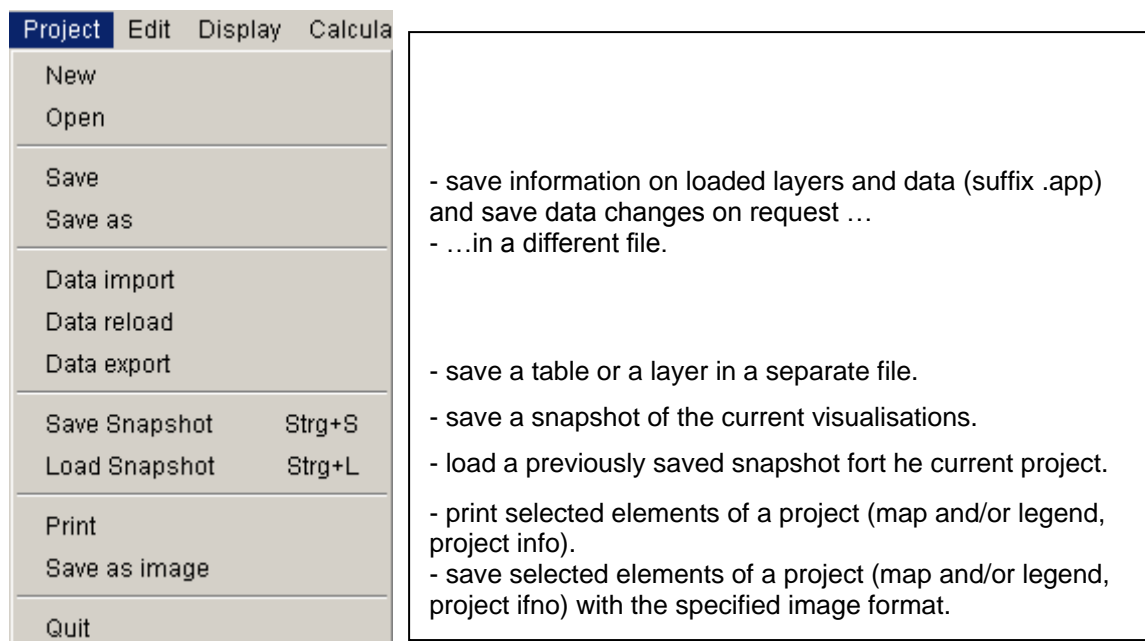 Project Edit Display Calcula
New
Open
Save
Save as
Data import
Data reload
Data export
Save Snapshot Strg+S
Load Snapshot Strg+L
Print
Save as image
Quit
- save information on loaded layers and data (suffix .app)
and save data changes on request …
- …in a different file.
- save a table or a layer in a separate file.
- save a snapshot of the current visualisations.
- load a previously saved snapshot fort he current project.
- print selected elements of a project (map and/or legend,
project info).
- save selected elements of a project (map and/or legend,
project ifno) with the specified image format.